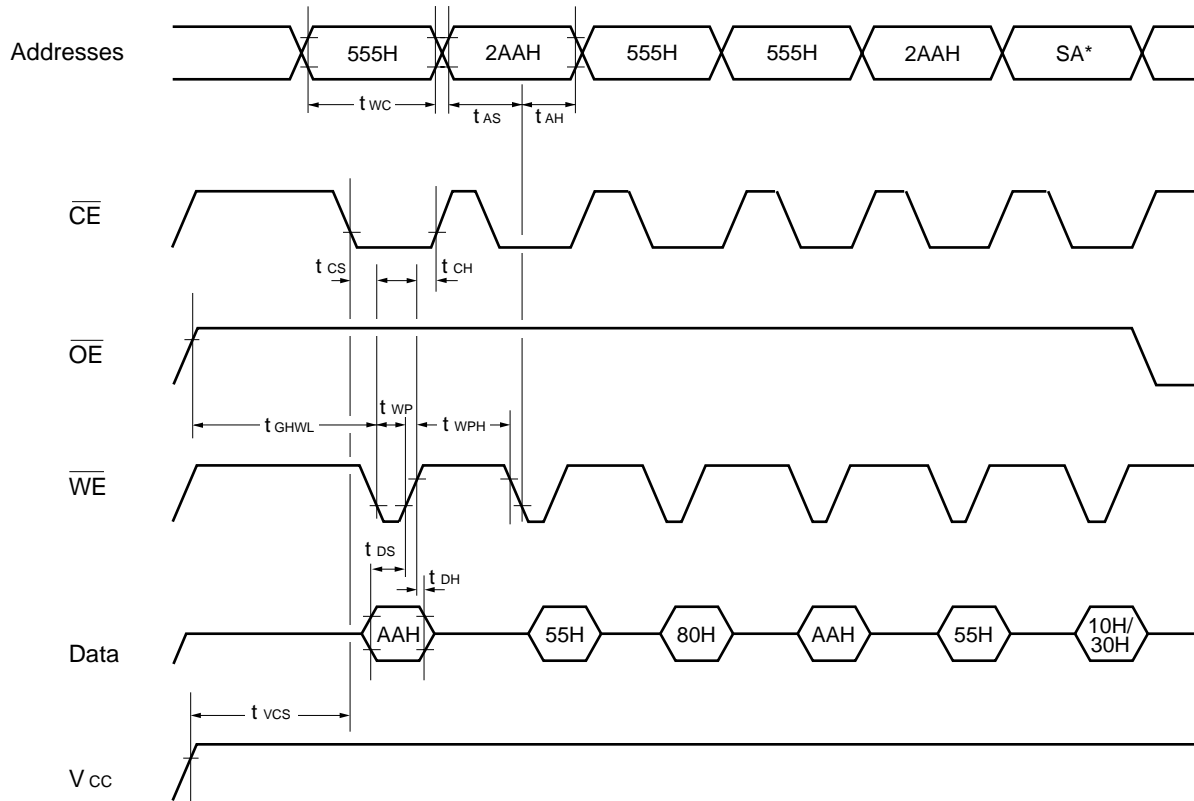 Addresses
555H 2AAH 555H 555H 2AAH SA*
t WC t AS t AH
CE
t CS t CH
OE
t GHWL t WP t WPH
WE
t DS t DH
Data
AAH 55H 80H AAH 55H 10H/
30H
t VCS
V CC